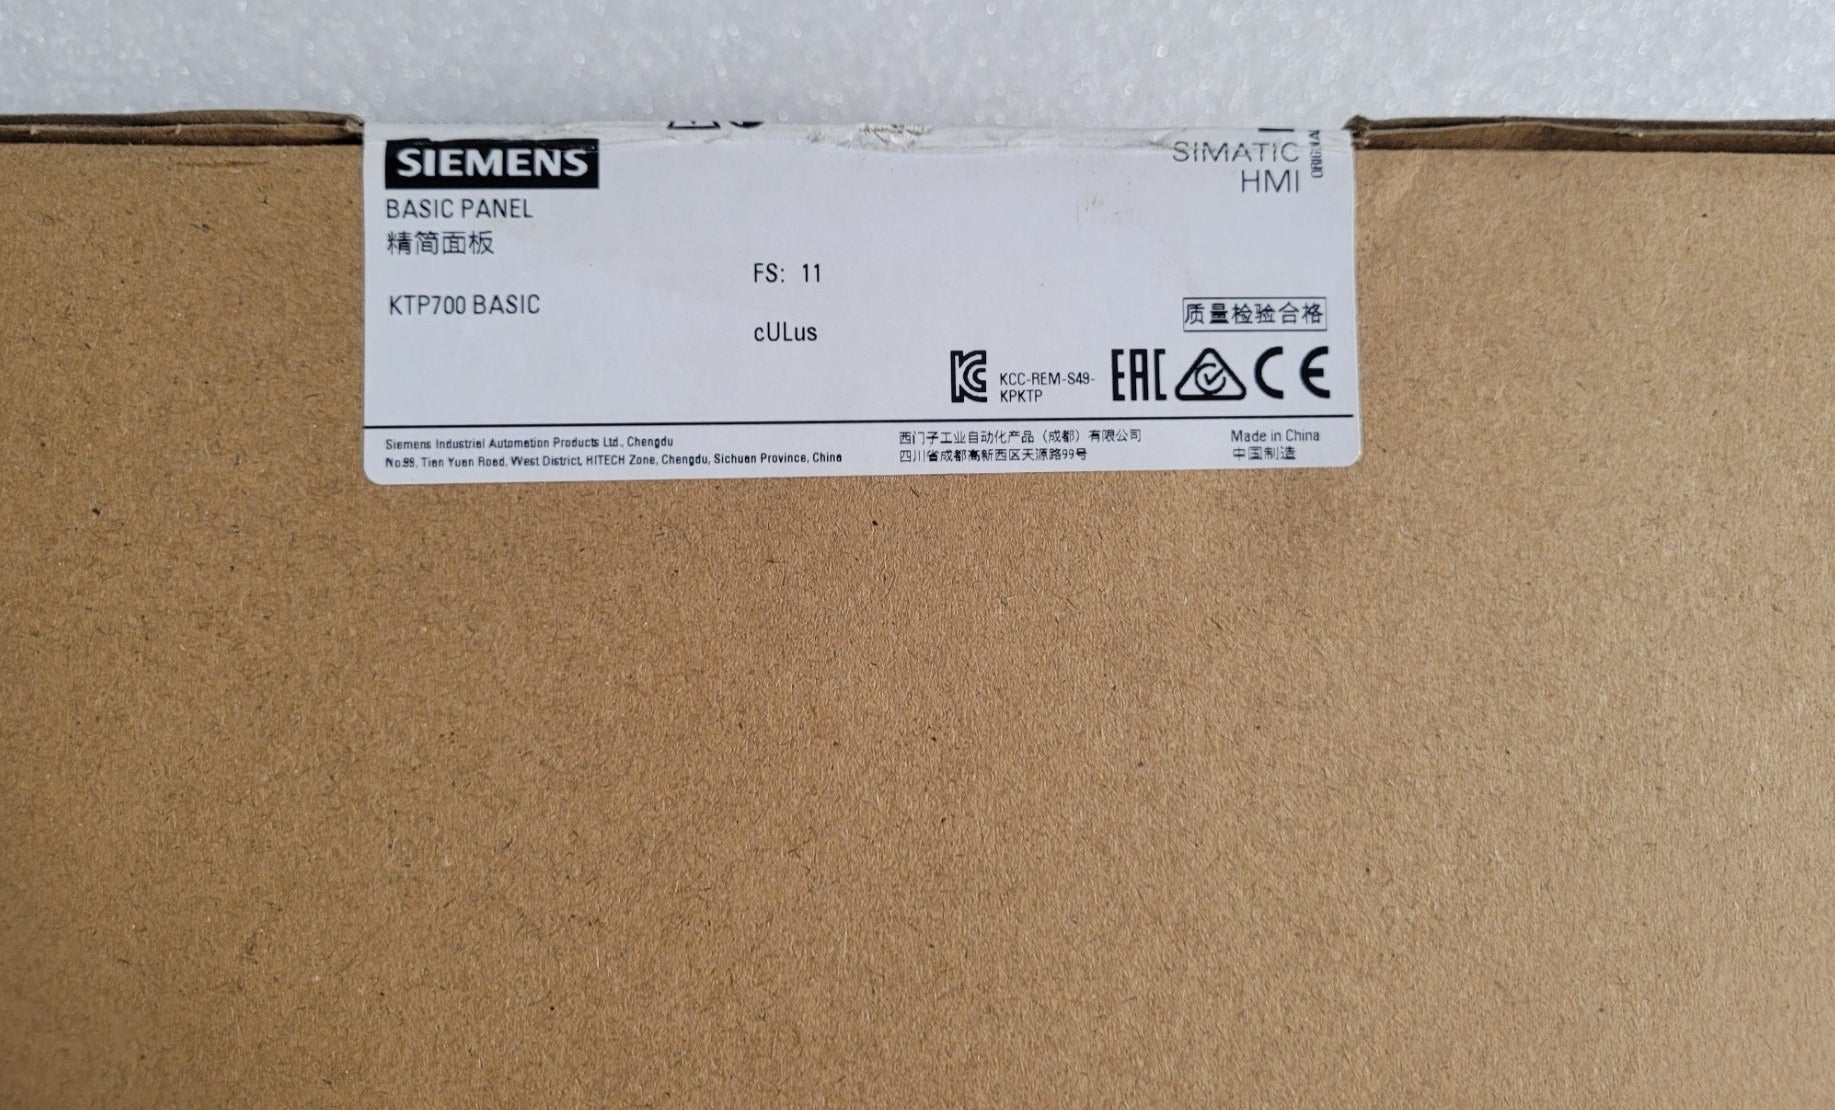 SIEMENS
SIMATIC
HMI
BASIC PANEL
精简面板
FS: 11
KTP700 BASIC
cULus
质量检验合格
KCC-REM-S49-
KPKTP
EAC
CE
Siemens Industrial Automation Products Ltd., Chengdu
No.99, Tian Yuan Road, West District, HITECH Zone, Chengdu, Sichuan Province, China
西门子工业自动化产品（成都）有限公司
四川省成都高新西区天源路99号
Made in China
中国制造